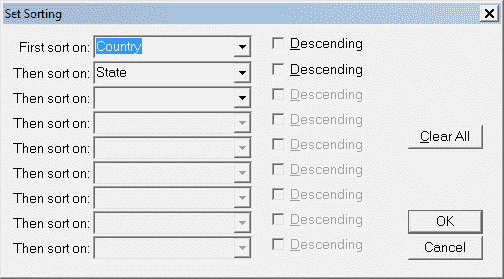 Set Sorting
First sort on: Country Descending
Then sort on: State Descending
Then sort on: Descending
Then sort on: Descending
Then sort on: Descending
Clear All
Then sort on: Descending
Then sort on: Descending
Then sort on: Descending
OK
Then sort on: Descending
Cancel